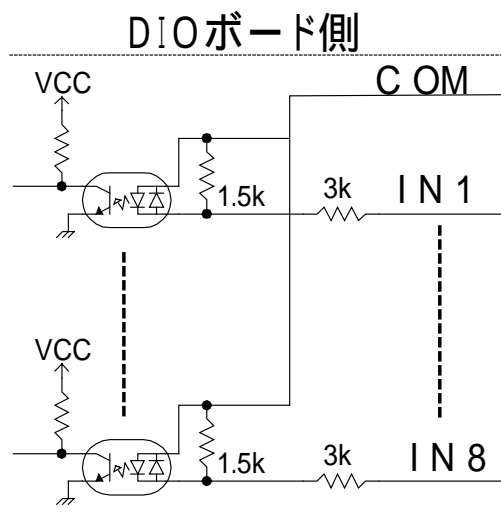 DIOボード側
VCC
COM
1.5k
3k
IN1
VCC
1.5k
3k
IN8